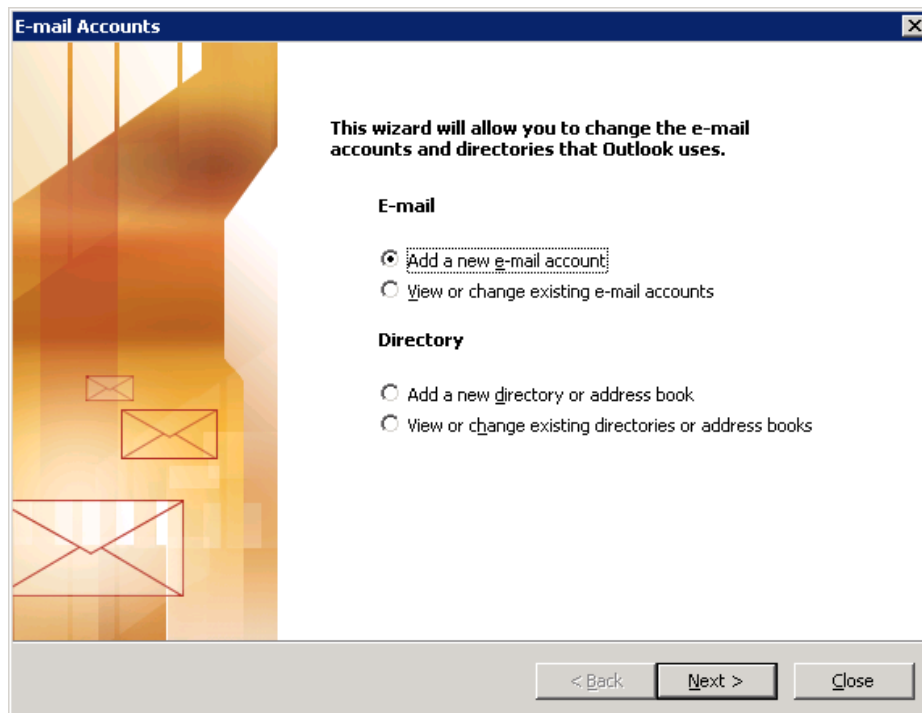 E-mail Accounts
This wizard will allow you to change the e-mail
accounts and directories that Outlook uses.
E-mail
Add a new e-mail account
View or change existing e-mail accounts
Directory
Add a new directory or address book
View or change existing directories or address books
< Back Next > Close